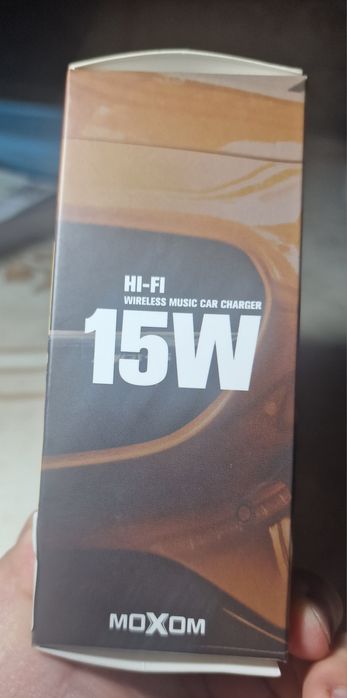 HI-FI
WIRELESS MUSIC CAR CHARGER
15W
MOXOM